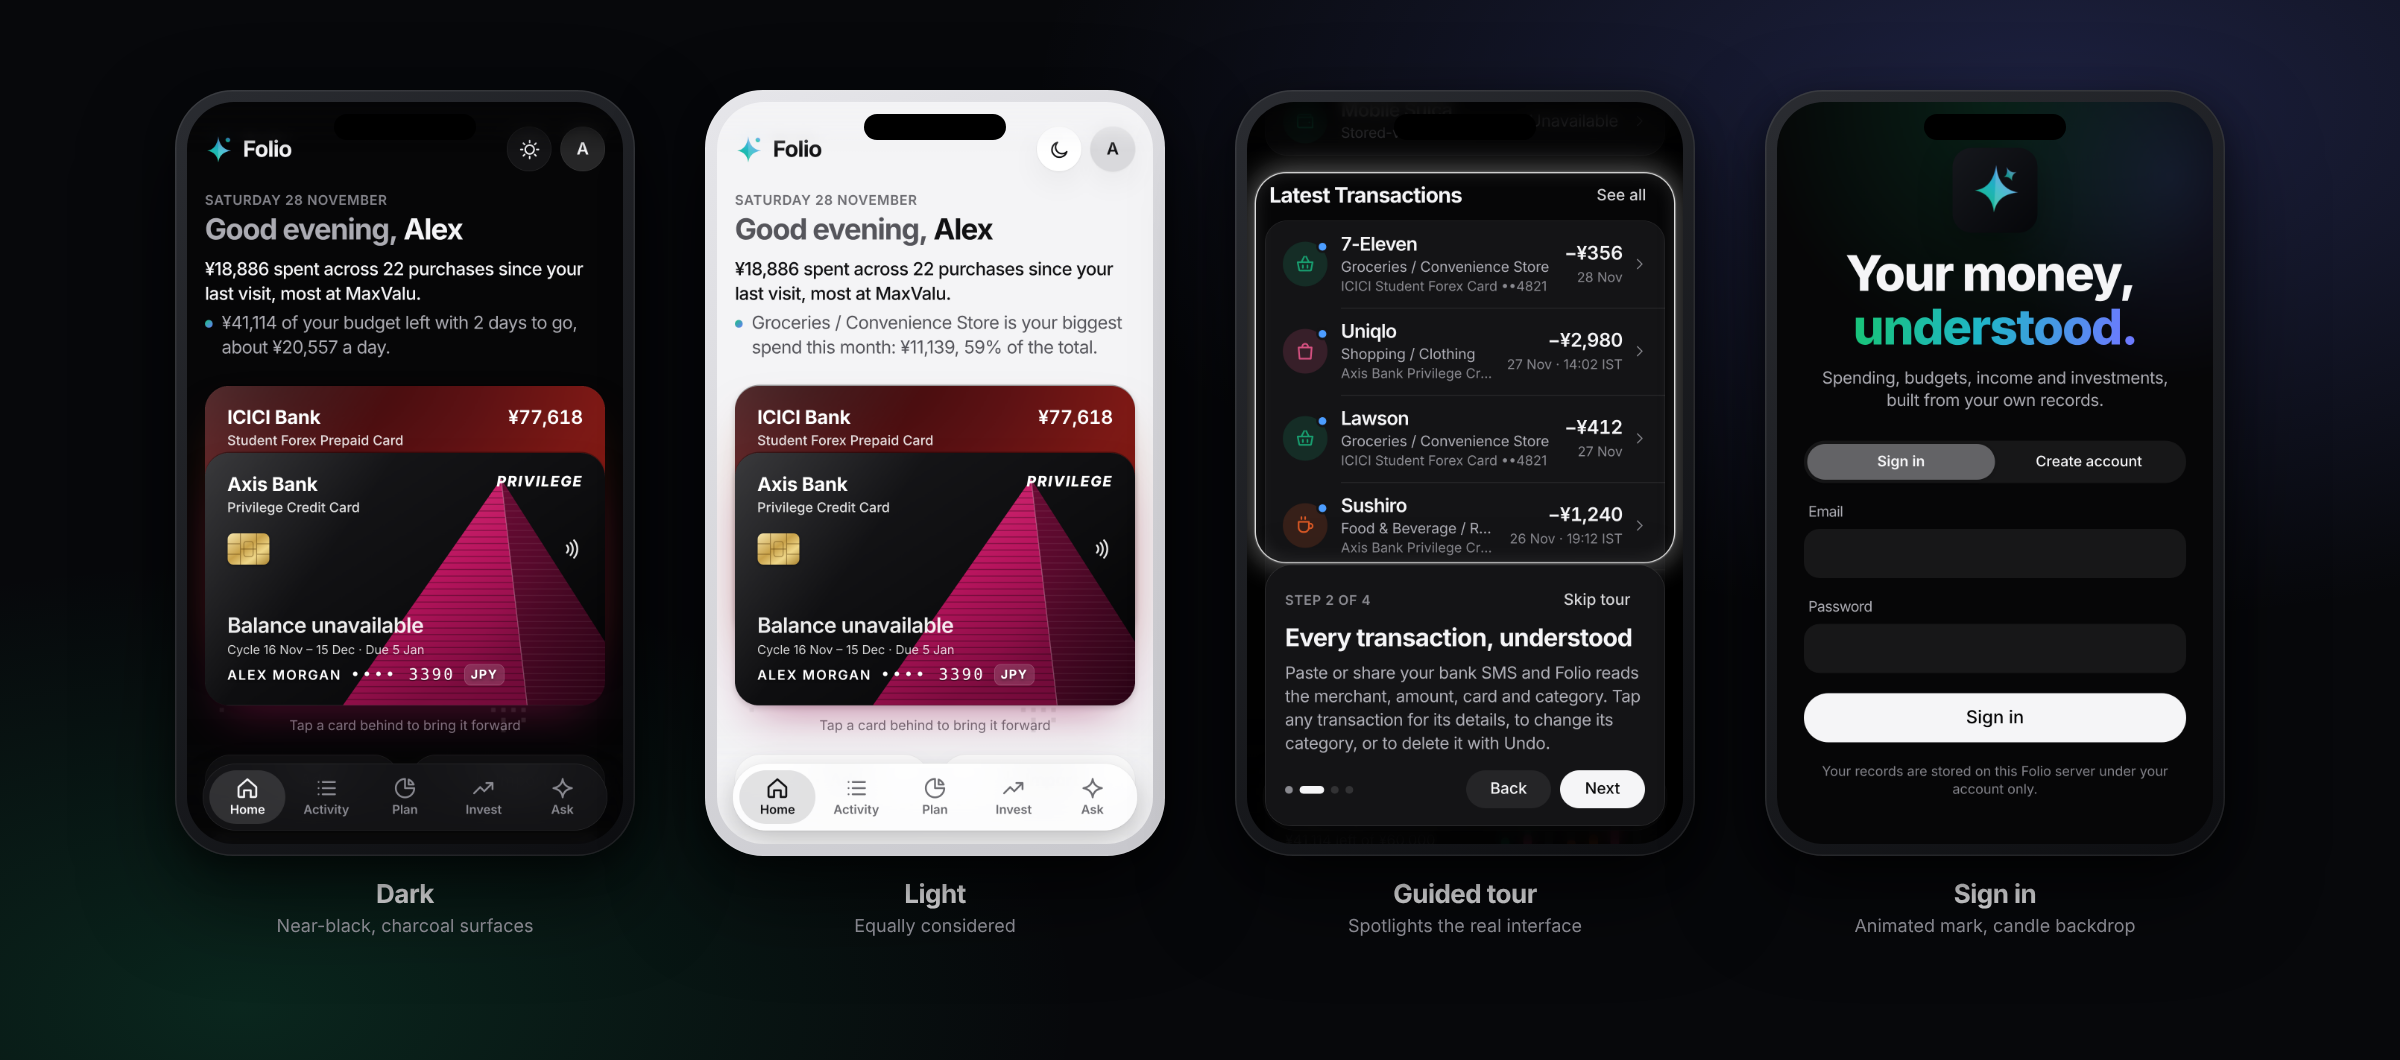 Folio
A
SATURDAY 28 NOVEMBER
Good evening, Alex
¥18,886 spent across 22 purchases since your
last visit, most at MaxValu.
¥41,114 of your budget left with 2 days to go,
about ¥20,557 a day.
ICICI Bank
¥77,618
Student Forex Prepaid Card
Axis Bank
PRIVILEGE
Privilege Credit Card
Balance unavailable
Cycle 16 Nov – 15 Dec · Due 5 Jan
ALEX MORGAN •••• 3390 JPY
Tap a card behind to bring it forward
Home
Activity
Plan
Invest
Ask
Dark
Near-black, charcoal surfaces
Folio
A
SATURDAY 28 NOVEMBER
Good evening, Alex
¥18,886 spent across 22 purchases since your
last visit, most at MaxValu.
Groceries / Convenience Store is your biggest
spend this month: ¥11,139, 59% of the total.
ICICI Bank
¥77,618
Student Forex Prepaid Card
Axis Bank
PRIVILEGE
Privilege Credit Card
Balance unavailable
Cycle 16 Nov – 15 Dec · Due 5 Jan
ALEX MORGAN •••• 3390 JPY
Tap a card behind to bring it forward
Home
Activity
Plan
Invest
Ask
Light
Equally considered
Unavailable
Latest Transactions
See all
7-Eleven
−¥356
Groceries / Convenience Store
28 Nov
ICICI Student Forex Card ••4821
Uniqlo
−¥2,980
Shopping / Clothing
27 Nov · 14:02 IST
Axis Bank Privilege Cr...
Lawson
−¥412
Groceries / Convenience Store
27 Nov
ICICI Student Forex Card ••4821
Sushiro
−¥1,240
Food & Beverage / R...
26 Nov · 19:12 IST
Axis Bank Privilege Cr...
STEP 2 OF 4
Skip tour
Every transaction, understood
Paste or share your bank SMS and Folio reads
the merchant, amount, card and category. Tap
any transaction for its details, to change its
category, or to delete it with Undo.
Back
Next
Guided tour
Spotlights the real interface
Your money,
understood.
Spending, budgets, income and investments,
built from your own records.
Sign in
Create account
Email
Password
Sign in
Your records are stored on this Folio server under your
account only.
Sign in
Animated mark, candle backdrop